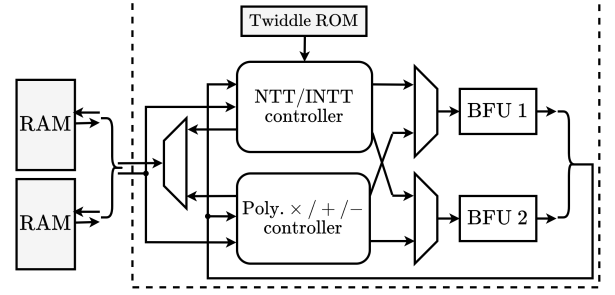 Twiddle ROM
RAM
RAM
NTT/INTT
controller
Poly. × / + / −
controller
BFU 1
BFU 2